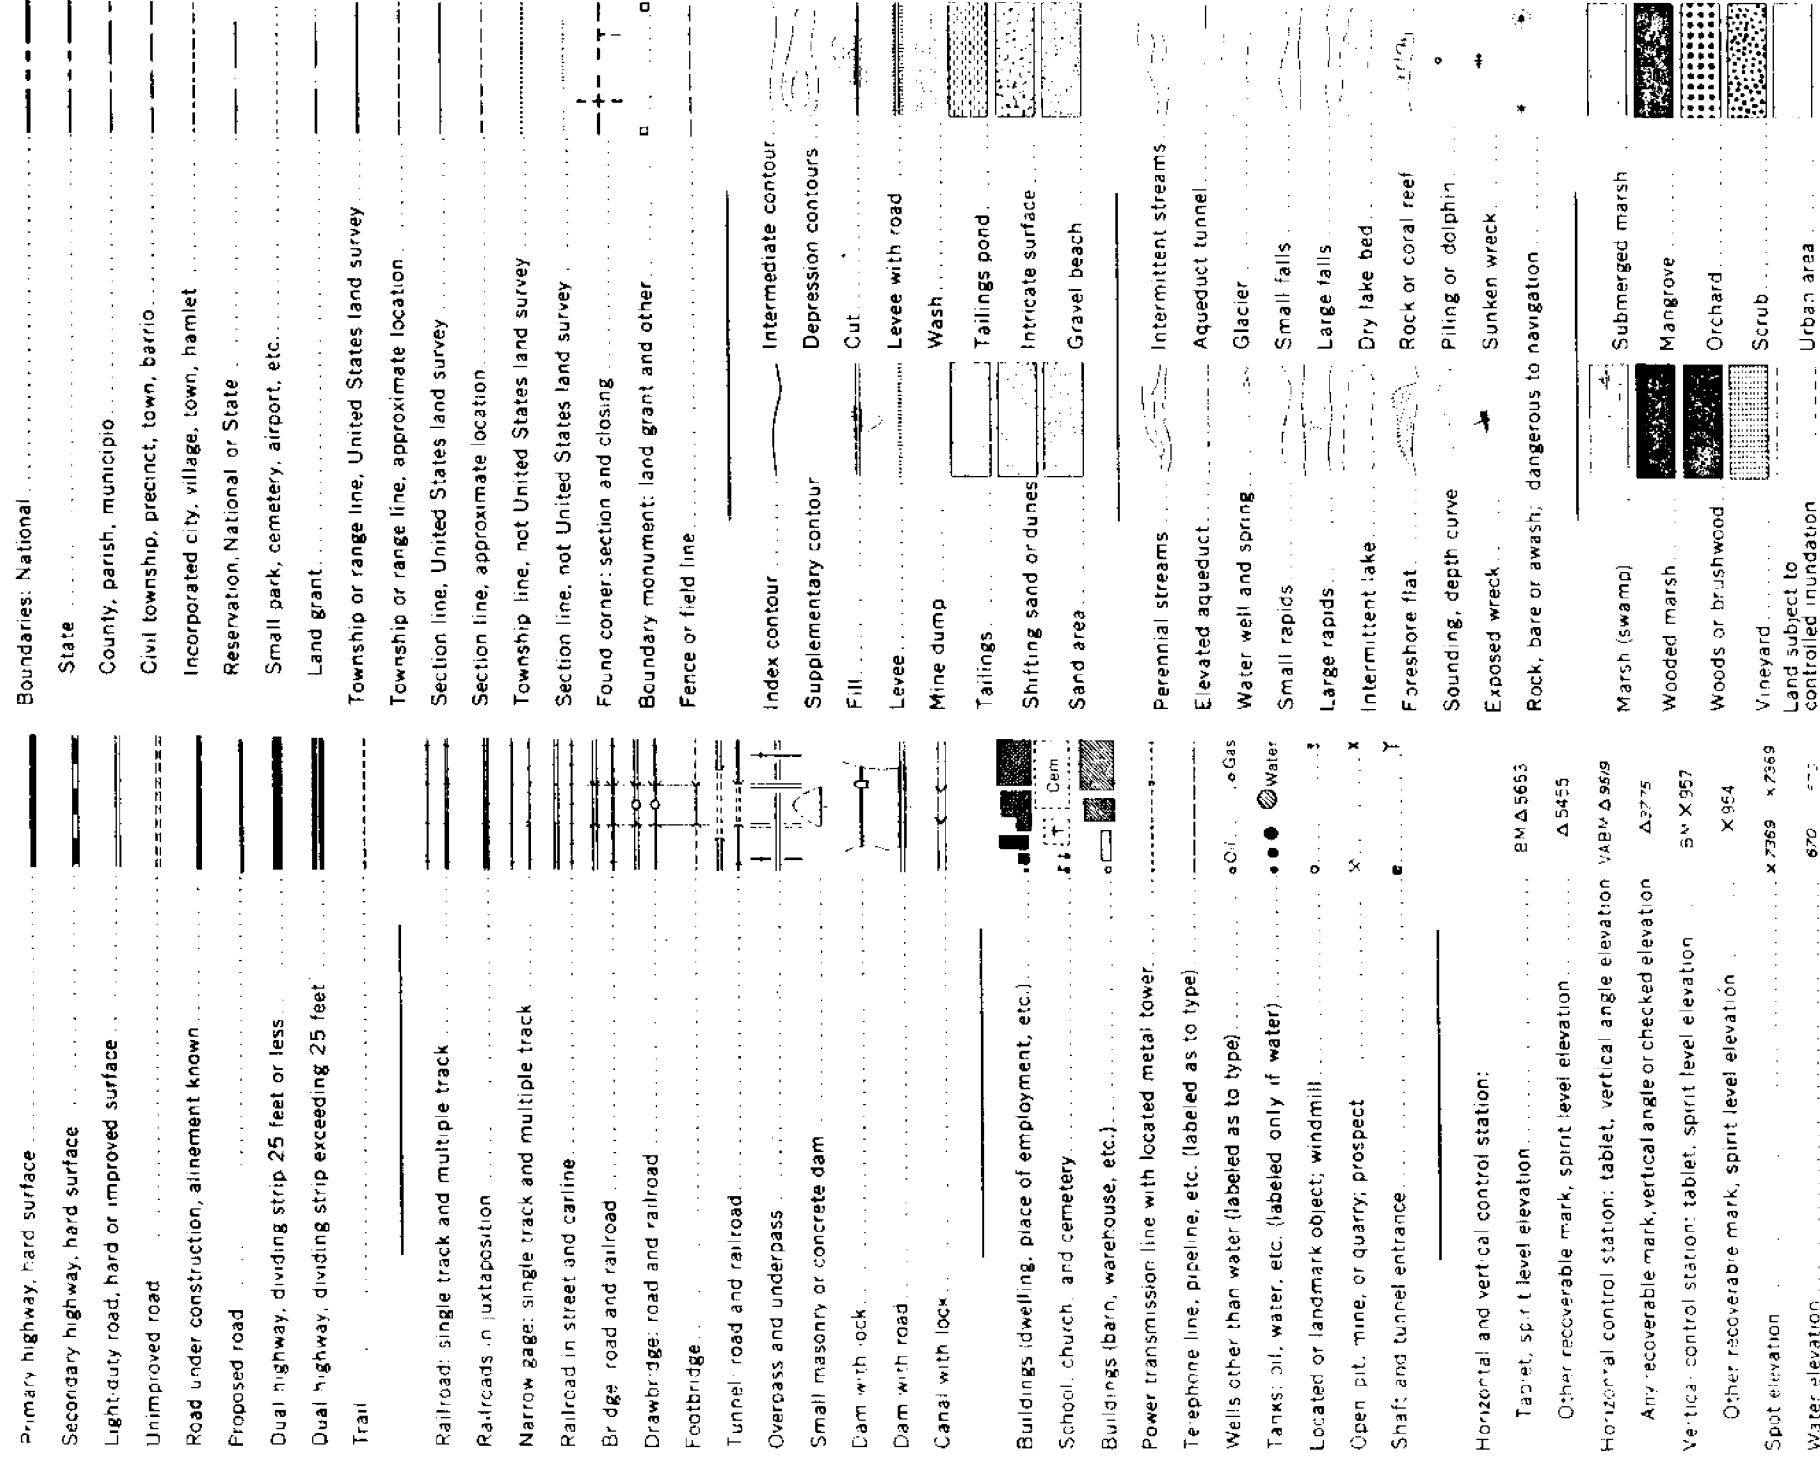 Primary highway, hard surface
Secondary highway, hard surface
Light-duty road, hard or improved surface
Unimproved road
Road under construction, alinement known
Proposed road
Dual highway, dividing strip 25 feet or less
Dual highway, dividing strip exceeding 25 feet
Trail
Railroad: single track and multiple track
Railroads in juxtaposition
Narrow gage: single track and multiple track
Railroad in street and carline
Bridge road and railroad
Drawbridge: road and railroad
Footbridge
Tunnel: road and railroad
Overpass and underpass
Small masonry or concrete dam
Dam with lock
Dam with road
Canal with lock
Buildings (dwelling, place of employment, etc.)
School, church, and cemetery Cem
Buildings (barn, warehouse, etc.)
Power transmission line with located metal tower
Telephone line, pipeline, etc. (labeled as to type)
Wells other than water (labeled as to type) Oil Gas
Tanks: oil, water, etc. (labeled only if water) Water
Located or landmark object; windmill
Open pit, mine, or quarry; prospect
Shaft and tunnel entrance
Horizontal and vertical control station:
Tablet, spirit level elevation BM△5653
Other recoverable mark, spirit level elevation △5455
Horizontal control station: tablet, vertical angle elevation VABM△9519
Any recoverable mark, vertical angle or checked elevation △3775
Vertical control station: tablet, spirit level elevation BM X 957
Other recoverable mark, spirit level elevation X 954
Spot elevation x 7369 x 7369
Water elevation 670
Boundaries: National
State
County, parish, municipio
Civil township, precinct, town, barrio
Incorporated city, village, town, hamlet
Reservation, National or State
Small park, cemetery, airport, etc.
Land grant
Township or range line, United States land survey
Township or range line, approximate location
Section line, United States land survey
Section line, approximate location
Township line, not United States land survey
Section line, not United States land survey
Found corner: section and closing
Boundary monument: land grant and other
Fence or field line
Index contour Intermediate contour
Supplementary contour Depression contours
Fill Cut
Levee Levee with road
Mine dump Wash
Tailings Tailings pond
Shifting sand or dunes Intricate surface
Sand area Gravel beach
Perennial streams Intermittent streams
Elevated aqueduct Aqueduct tunnel
Water well and spring Glacier
Small rapids Small falls
Large rapids Large falls
Intermittent lake Dry lake bed
Foreshore flat Rock or coral reef
Sounding, depth curve Piling or dolphin
Exposed wreck Sunken wreck
Rock, bare or awash; dangerous to navigation
Marsh (swamp) Submerged marsh
Wooded marsh Mangrove
Woods or brushwood Orchard
Vineyard Scrub
Land subject to
controlled inundation Urban area